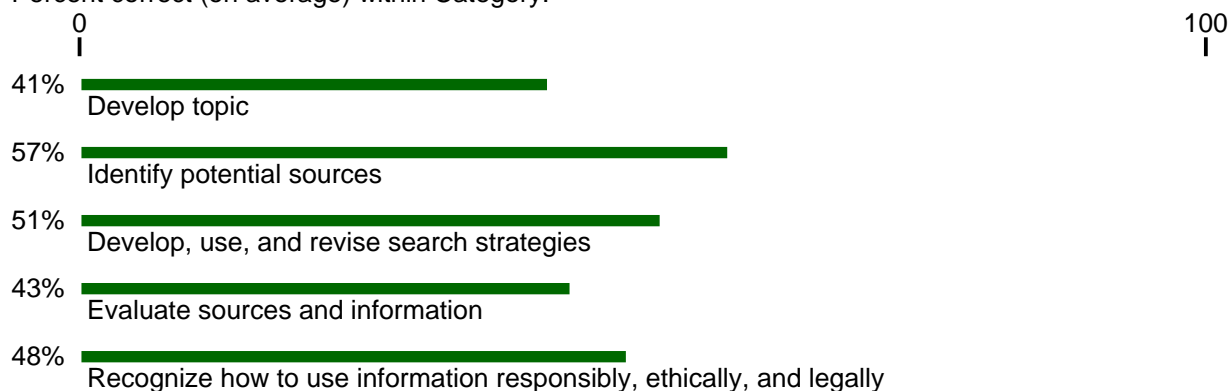 Percent correct (on average) within Category:
0 100
41%
Develop topic
57%
Identify potential sources
51%
Develop, use, and revise search strategies
43%
Evaluate sources and information
48%
Recognize how to use information responsibly, ethically, and legally